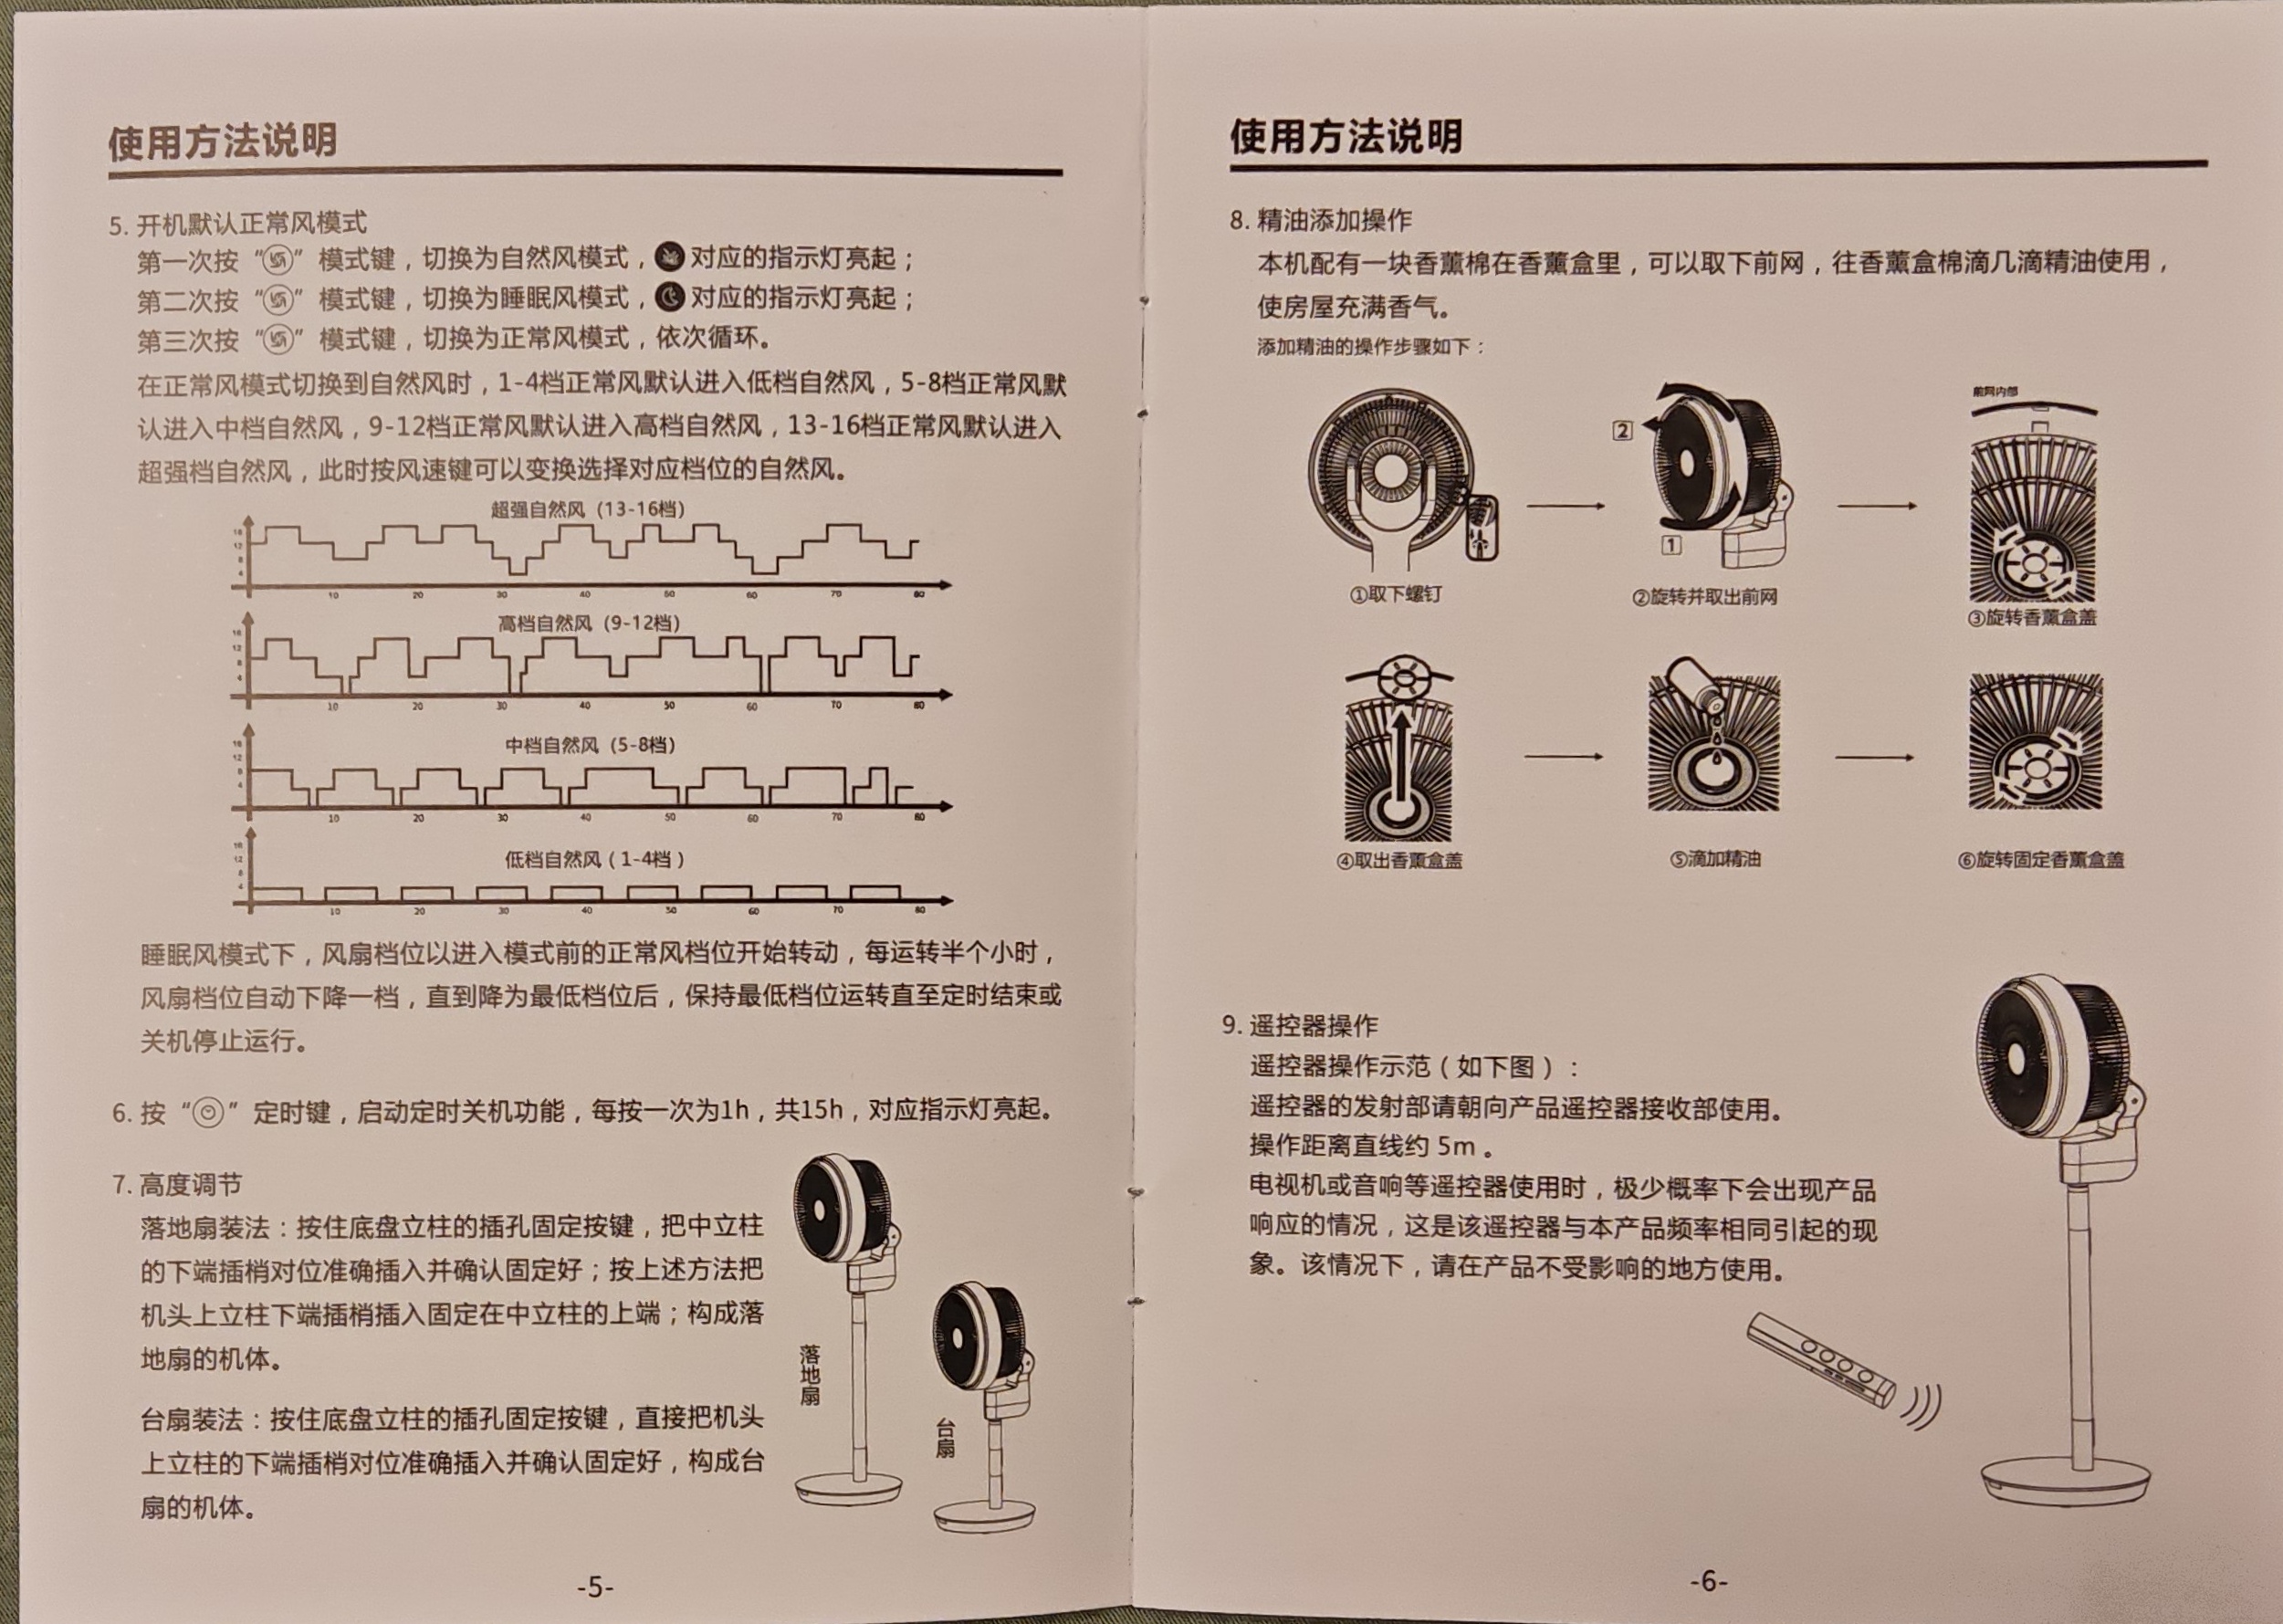 使用方法说明
5. 开机默认正常风模式
第一次按“”模式键，切换为自然风模式，对应的指示灯亮起；
第二次按“”模式键，切换为睡眠风模式，对应的指示灯亮起；
第三次按“”模式键，切换为正常风模式，依次循环。
在正常风模式切换到自然风时，1-4档正常风默认进入低档自然风，5-8档正常风默
认进入中档自然风，9-12档正常风默认进入高档自然风，13-16档正常风默认进入
超强档自然风，此时按风速键可以变换选择对应档位的自然风。
超强自然风（13-16档）
16
12
8
4
10 20 30 40 50 60 70 80
高档自然风（9-12档）
16
12
8
4
10 20 30 40 50 60 70 80
中档自然风（5-8档）
16
12
8
4
10 20 30 40 50 60 70 80
低档自然风（1-4档）
16
12
8
4
10 20 30 40 50 60 70 80
睡眠风模式下，风扇档位以进入模式前的正常风档位开始转动，每运转半个小时，
风扇档位自动下降一档，直到降为最低档位后，保持最低档位运转直至定时结束或
关机停止运行。
6. 按“”定时键，启动定时关机功能，每按一次为1h，共15h，对应指示灯亮起。
7. 高度调节
落地扇装法：按住底盘立柱的插孔固定按键，把中立柱
的下端插梢对位准确插入并确认固定好；按上述方法把
机头上立柱下端插梢插入固定在中立柱的上端；构成落
地扇的机体。
台扇装法：按住底盘立柱的插孔固定按键，直接把机头
上立柱的下端插梢对位准确插入并确认固定好，构成台
扇的机体。
落地扇
台扇
-5-
使用方法说明
8. 精油添加操作
本机配有一块香薰棉在香薰盒里，可以取下前网，往香薰盒棉滴几滴精油使用，
使房屋充满香气。
添加精油的操作步骤如下：
2
1
前网内部
①取下螺钉
②旋转并取出前网
③旋转香薰盒盖
④取出香薰盒盖
⑤滴加精油
⑥旋转固定香薰盒盖
9. 遥控器操作
遥控器操作示范（如下图）：
遥控器的发射部请朝向产品遥控器接收部使用。
操作距离直线约 5m 。
电视机或音响等遥控器使用时，极少概率下会出现产品
响应的情况，这是该遥控器与本产品频率相同引起的现
象。该情况下，请在产品不受影响的地方使用。
-6-